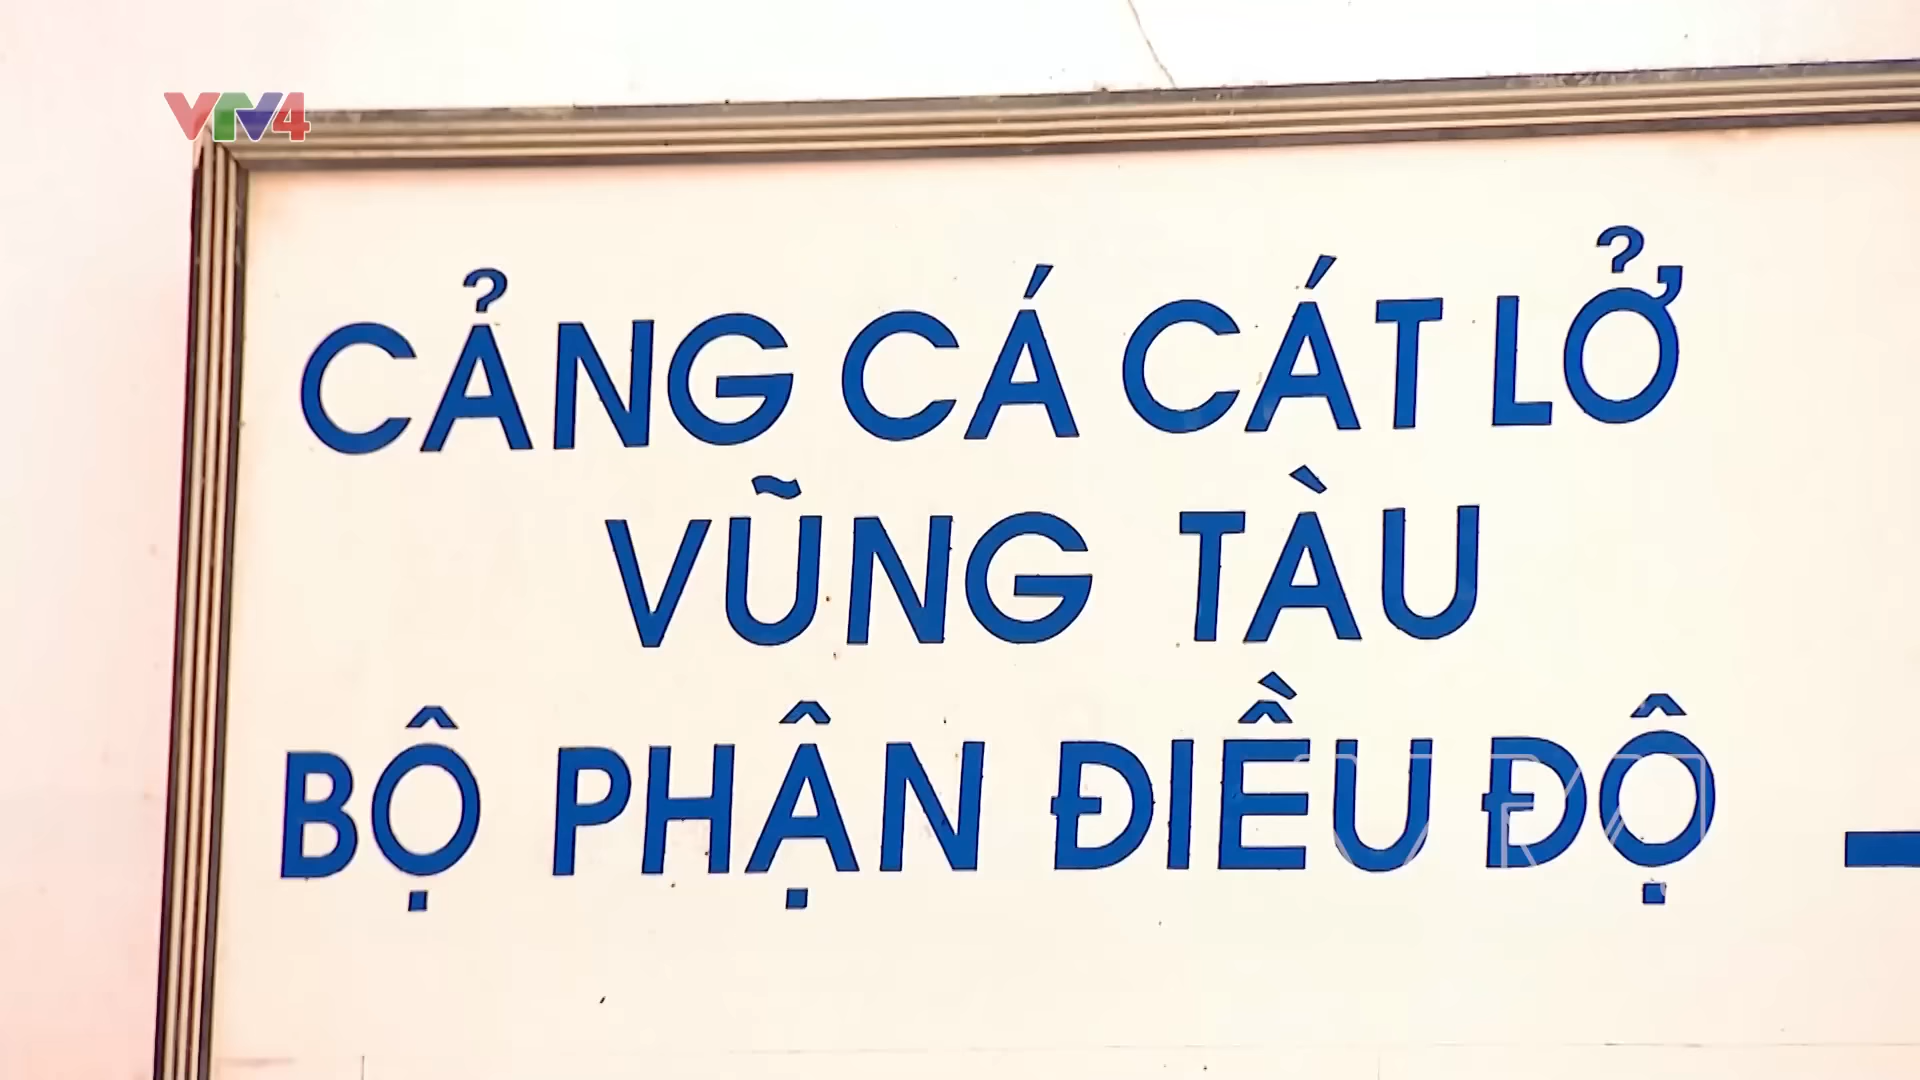 VTV4
CẢNG CÁ CÁT LỞ
VŨNG TÀU
BỘ PHẬN ĐIỀU ĐỘ